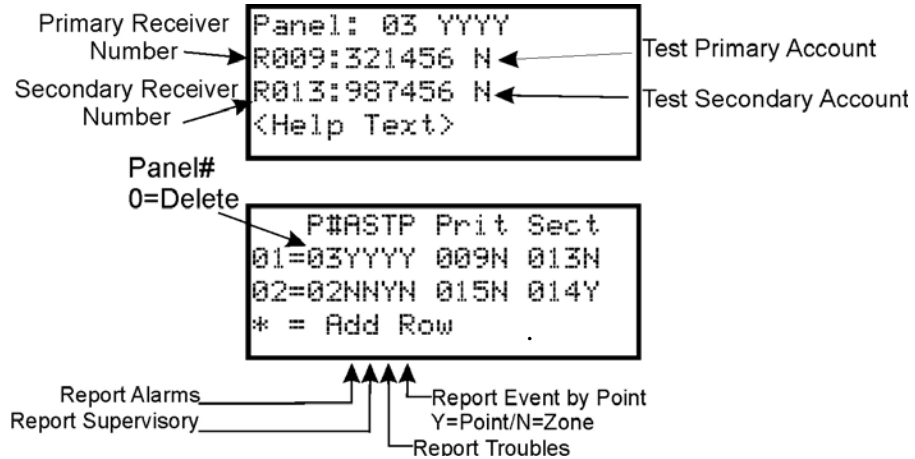 Primary Receiver
Number
Panel: 03 YYYY
R009:321456 N
R013:987456 N
<Help Text>
Test Primary Account
Secondary Receiver
Number
Test Secondary Account
Panel#
0=Delete
P#ASTP Prit Sect
01=03YYYY 009N 013N
02=02NNYN 015N 014Y
* = Add Row .
Report Alarms
Report Supervisory
Report Event by Point
Y=Point/N=Zone
Report Troubles